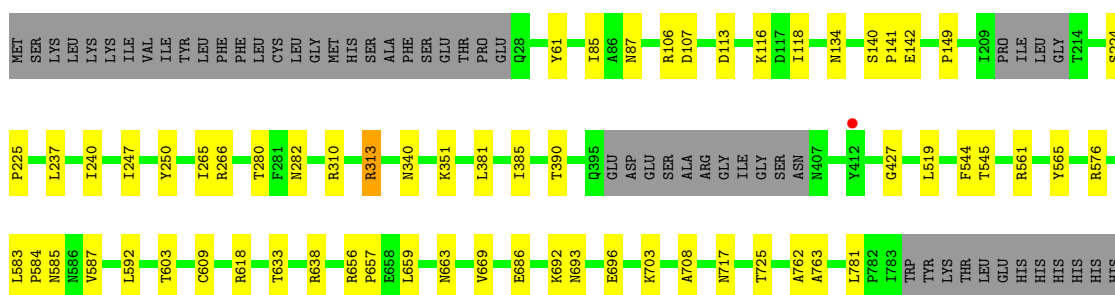 MET SER LYS LEU LYS LYS ILE VAL ILE TYR LEU PHE PHE LEU CYS LEU GLY MET HIS SER ALA PHE SER GLU THR PRO GLU Q28 Y61 I85 A86 N87 R106 D107 D113 K116 D117 I118 N134 S140 P141 E142 P149 I209 PRO ILE LEU GLY T214 S224
P225 L237 I240 I247 Y250 I265 R266 T280 F281 N282 R310 R313 N340 K351 L381 I385 T390 Q395 GLU ASP GLU SER ALA ARG GLY ILE GLY SER ASN N407 Y412 G427 L519 F544 T545 R561 Y565 R576
L583 P584 N585 N586 V587 L592 T603 C609 R618 T633 R638 R656 P657 E658 L659 N663 V669 E686 K692 N693 E696 K703 A708 N717 T725 A762 A763 L781 P782 I783 TRP TYR LYS THR LEU GLU HIS HIS HIS HIS HIS HIS